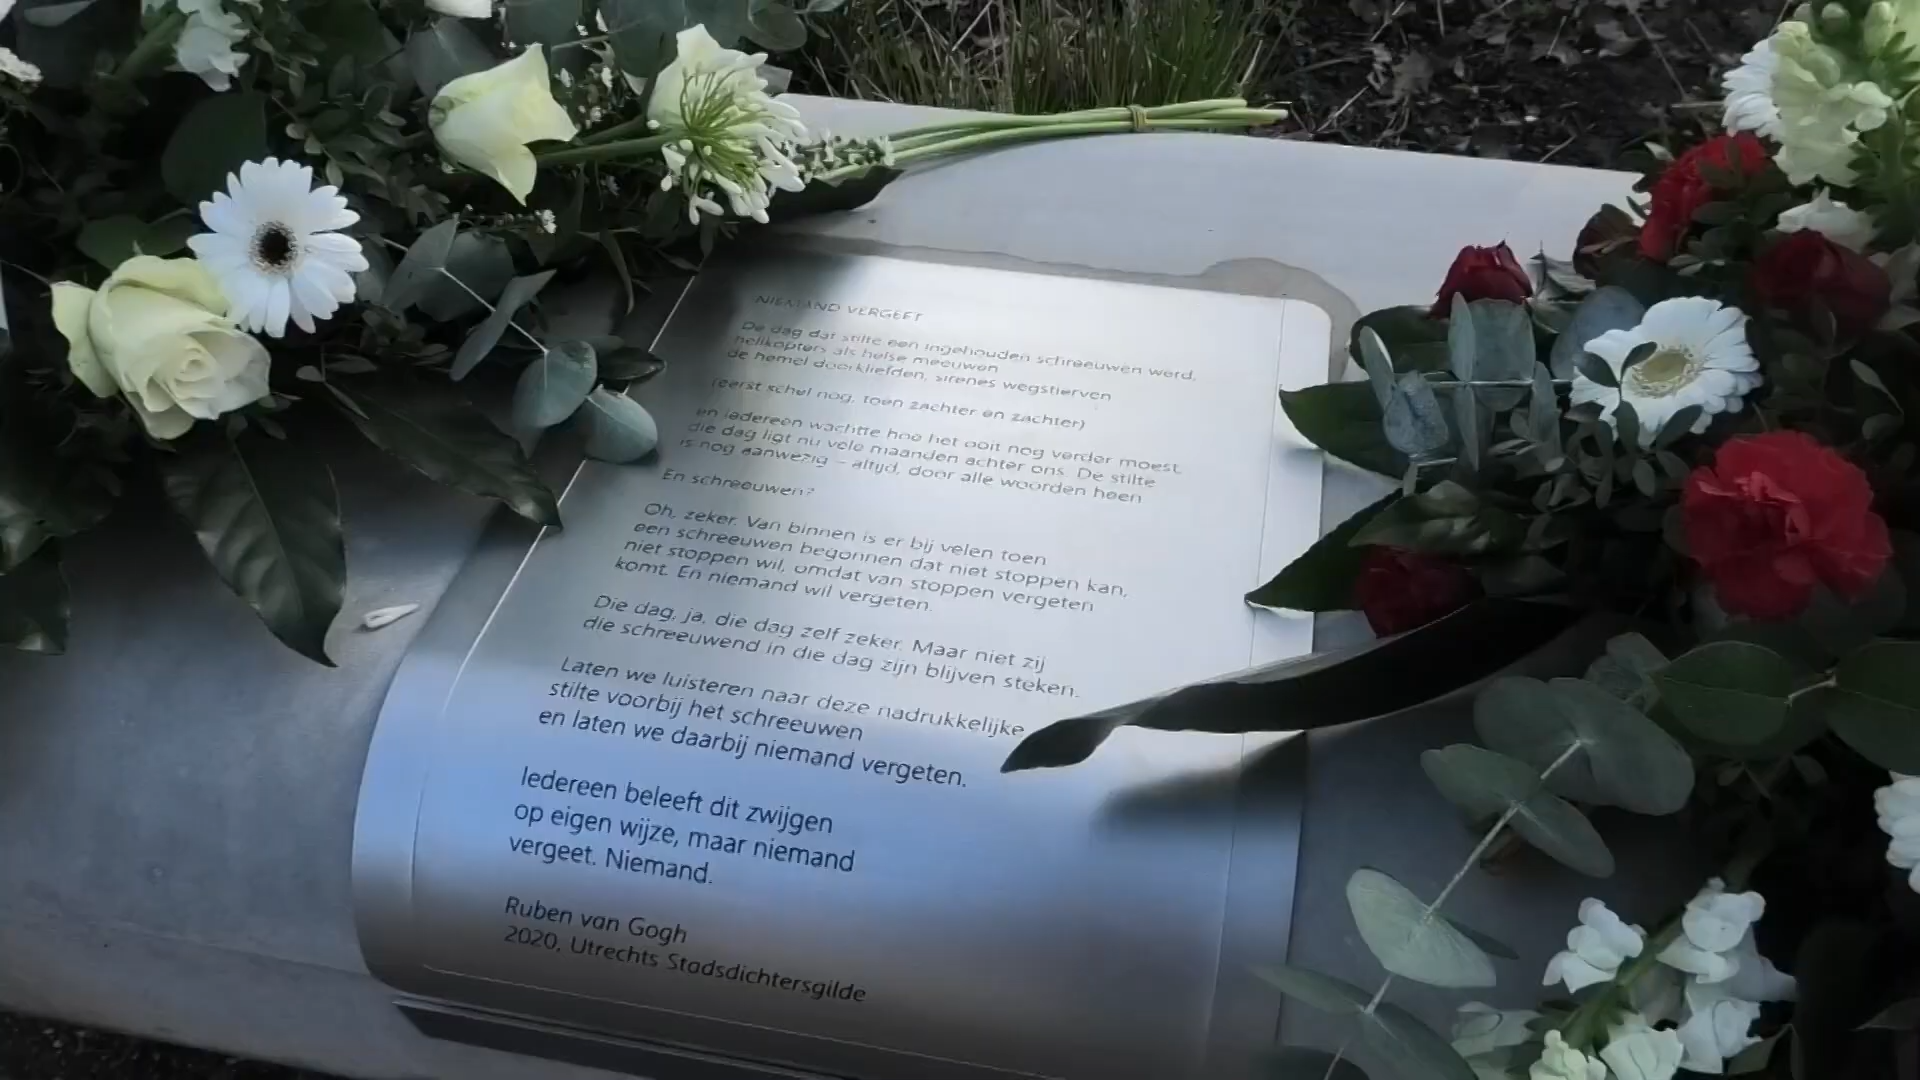 NIEMAND VERGEET
De dag dat stilte een ingehouden schreeuwen werd,
helikopters als helse meeuwen
de hemel doorkliefden, sirenes wegstierven
(eerst schel nog, toen zachter en zachter)
en iedereen wachtte hoe het ooit nog verder moest,
die dag ligt nu vele maanden achter ons. De stilte
is nog aanwezig – altijd, door alle woorden heen
En schreeuwen?
Oh, zeker. Van binnen is er bij velen toen
een schreeuwen begonnen dat niet stoppen kan,
niet stoppen wil, omdat van stoppen vergeten
komt. En niemand wil vergeten.
Die dag, ja, die dag zelf zeker. Maar niet zij
die schreeuwend in die dag zijn blijven steken.
Laten we luisteren naar deze nadrukkelijke
stilte voorbij het schreeuwen
en laten we daarbij niemand vergeten.
Iedereen beleeft dit zwijgen
op eigen wijze, maar niemand
vergeet. Niemand.
Ruben van Gogh
2020, Utrechts Stadsdichtersgilde